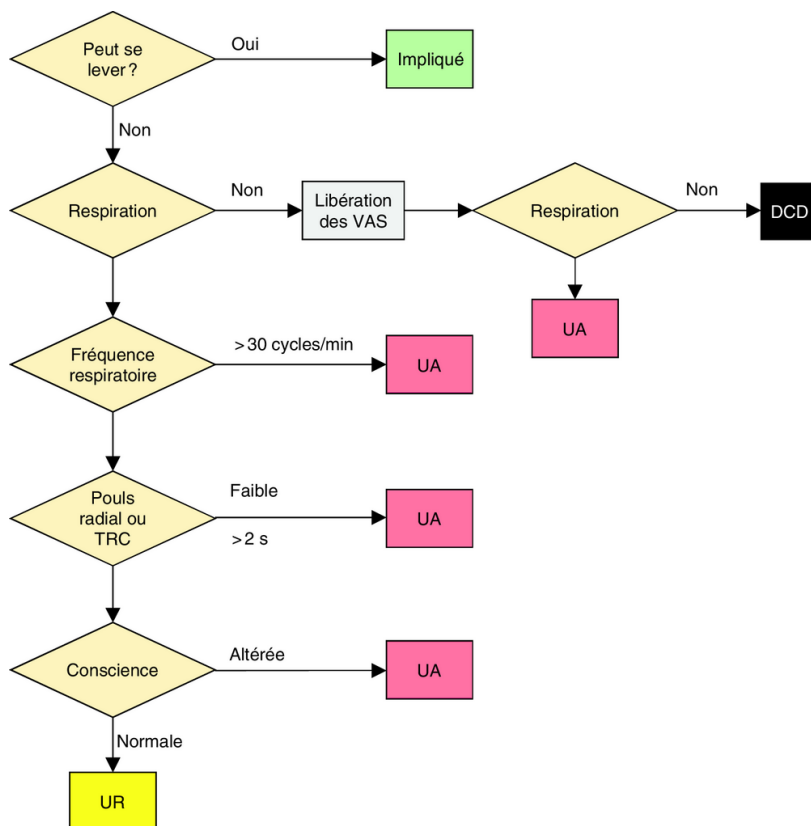 Peut se
lever ?
Oui
Impliqué
Non
Respiration
Non
Libération
des VAS
Respiration
Non
DCD
UA
Fréquence
respiratoire
> 30 cycles/min
UA
Pouls
radial ou
TRC
Faible
> 2 s
UA
Conscience
Altérée
UA
Normale
UR